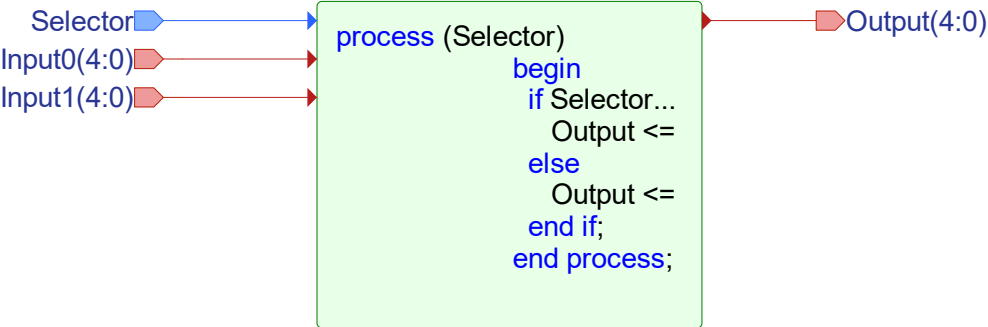 Selector
Input0(4:0)
Input1(4:0)
process (Selector)
begin
if Selector...
Output <=
else
Output <=
end if;
end process;
Output(4:0)